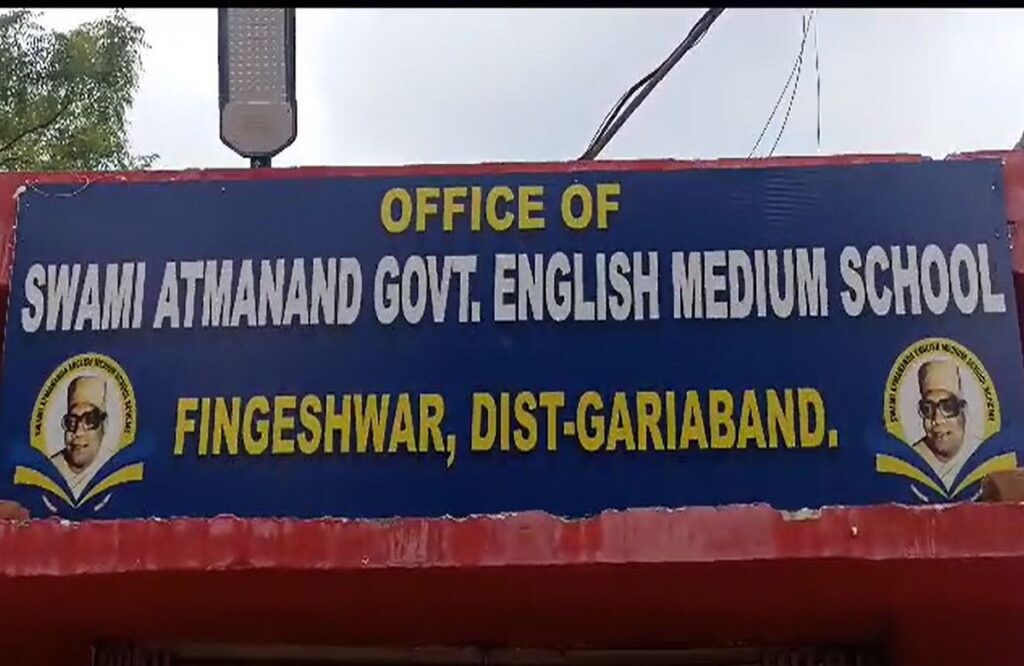 OFFICE OF
SWAMI ATMANAND GOVT. ENGLISH MEDIUM SCHOOL
FINGESHWAR, DIST-GARIABAND.